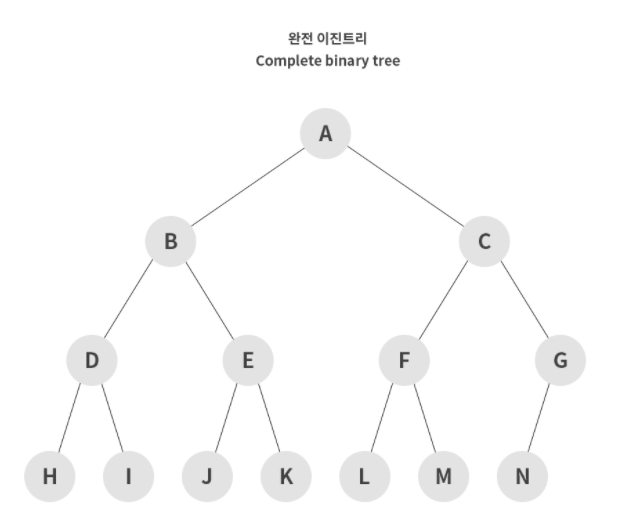 완전 이진트리
Complete binary tree
A
B C
D E F G
H I J K L M N